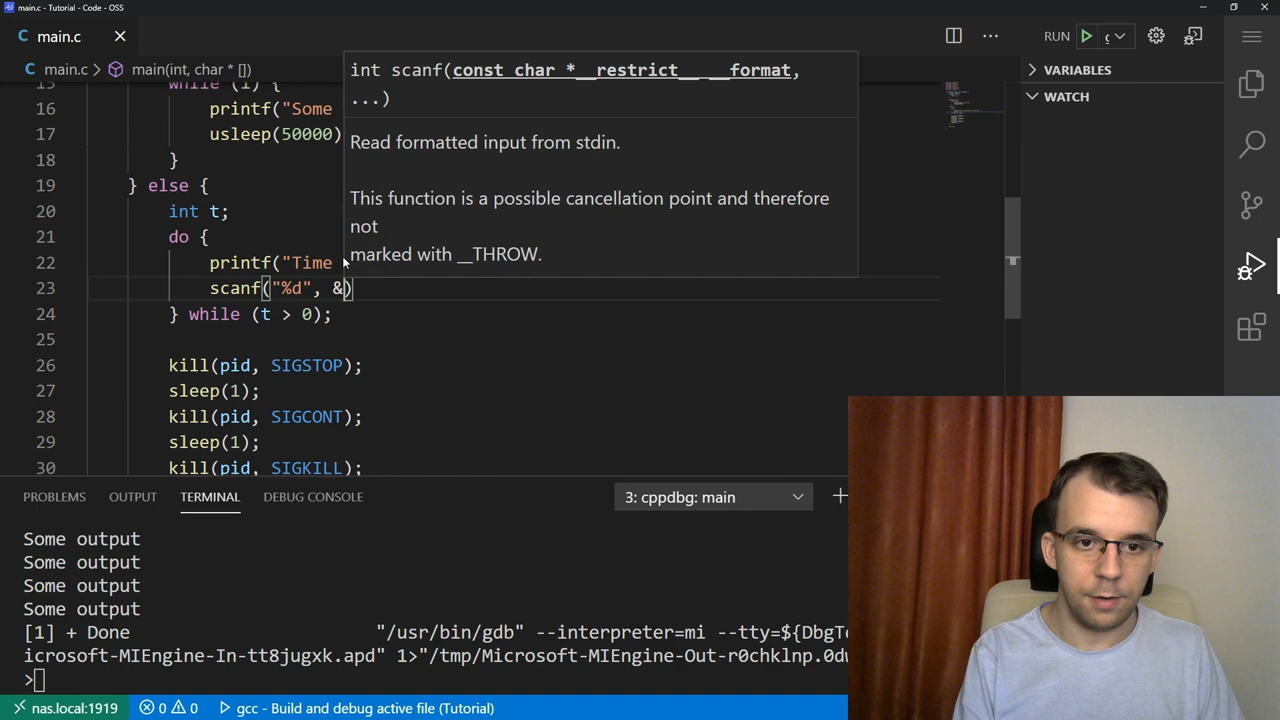 main.c - Tutorial - Code - OSS
C main.c
RUN
C main.c > main(int, char * [])
VARIABLES
WATCH
int scanf(const char *__restrict__ __format,
...)
Read formatted input from stdin.
This function is a possible cancellation point and therefore
not
marked with __THROW.
15 while (1) {
16 printf("Some
17 usleep(50000)
18 }
19 } else {
20 int t;
21 do {
22 printf("Time
23 scanf("%d", &)
24 } while (t > 0);
25
26 kill(pid, SIGSTOP);
27 sleep(1);
28 kill(pid, SIGCONT);
29 sleep(1);
30 kill(pid, SIGKILL);
PROBLEMS OUTPUT TERMINAL DEBUG CONSOLE 3: cppdbg: main
Some output
Some output
Some output
Some output
[1] + Done "/usr/bin/gdb" --interpreter=mi --tty=${DbgTe
icrosoft-MIEngine-In-tt8jugxk.apd" 1>"/tmp/Microsoft-MIEngine-Out-r0chklnp.0dw
>
nas.local:1919 0 0 gcc - Build and debug active file (Tutorial)